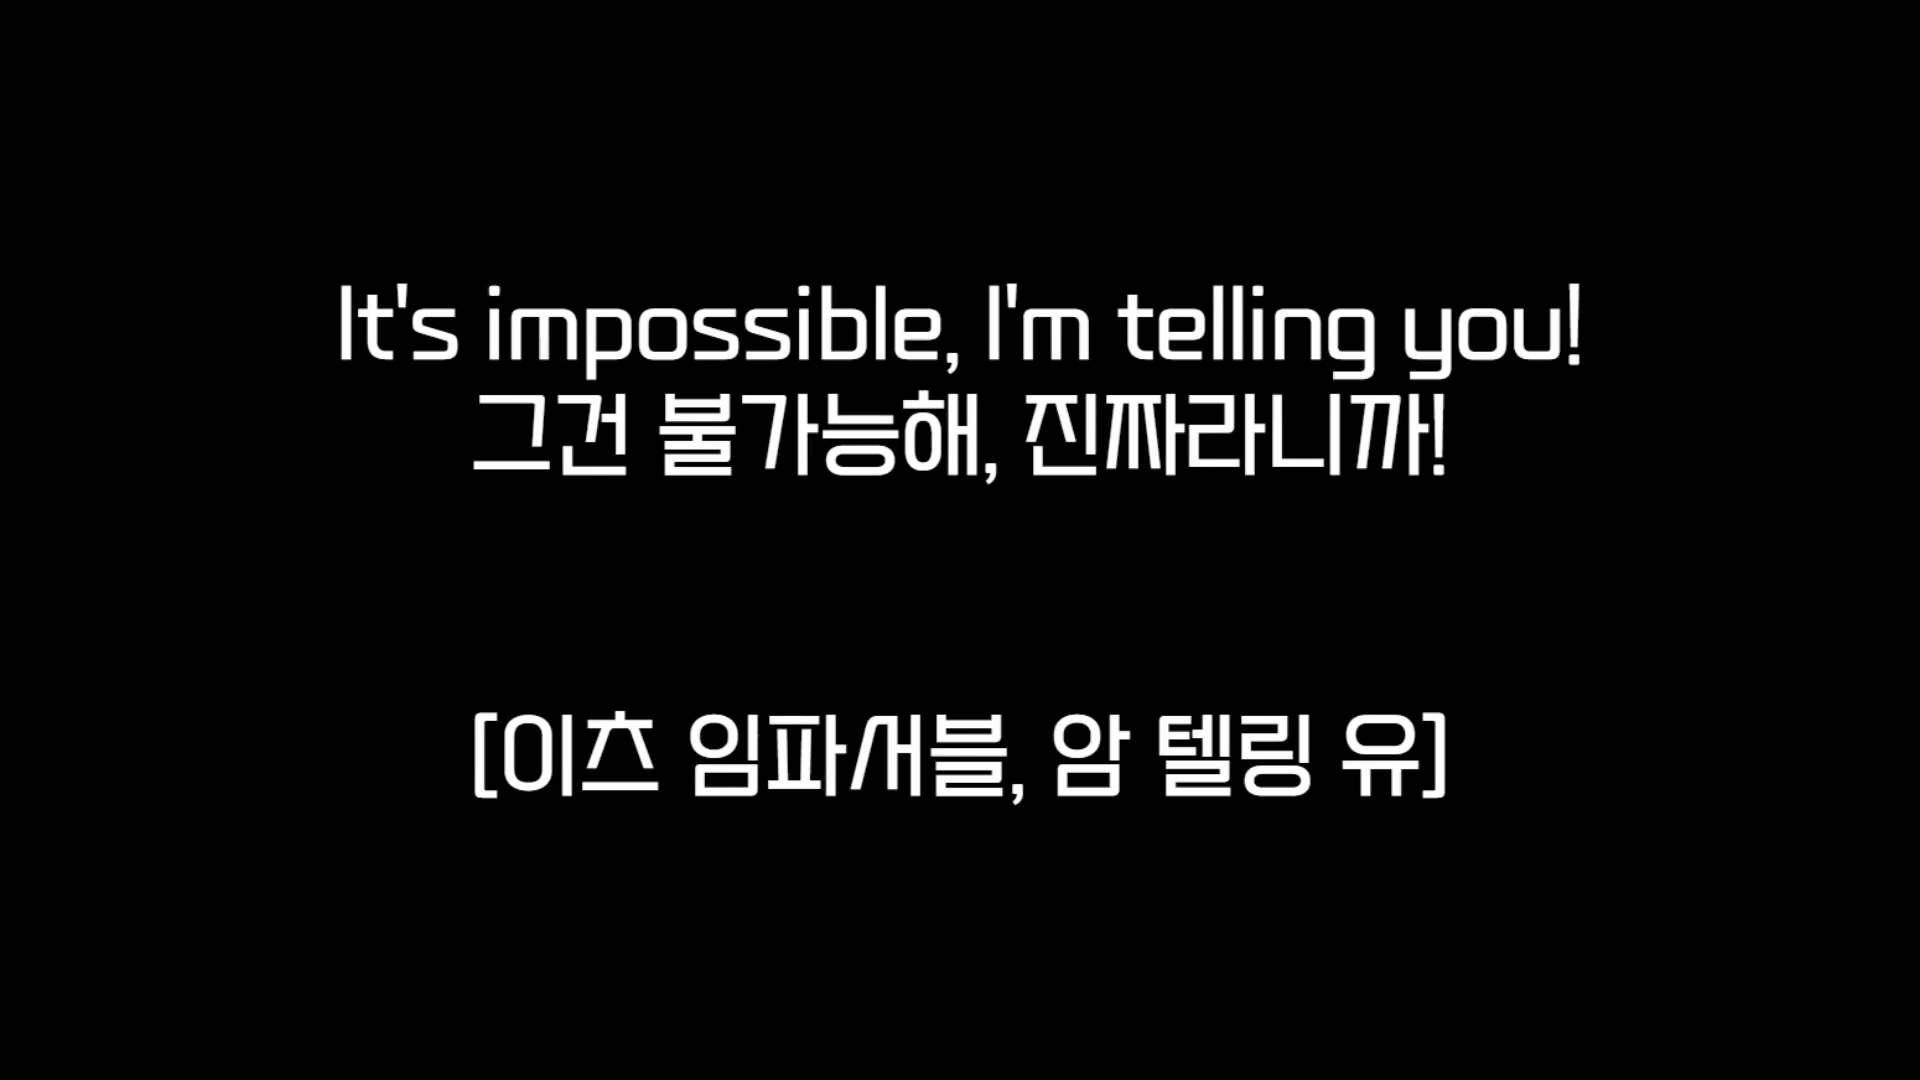 It's impossible, I'm telling you!
그건 불가능해, 진짜라니까!
[이츠 임파서블, 암 텔링 유]